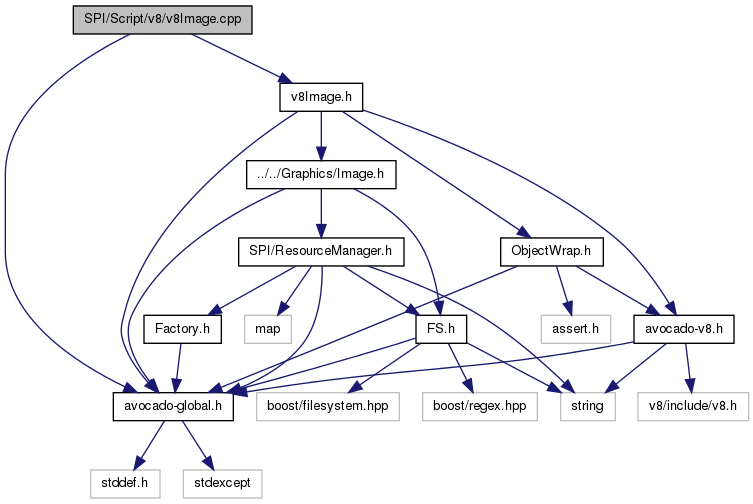 SPI/Script/v8/v8Image.cpp
v8Image.h
../../Graphics/Image.h
SPI/ResourceManager.h
ObjectWrap.h
Factory.h
map
FS.h
assert.h
avocado-v8.h
avocado-global.h
boost/filesystem.hpp
boost/regex.hpp
string
v8/include/v8.h
stddef.h
stdexcept